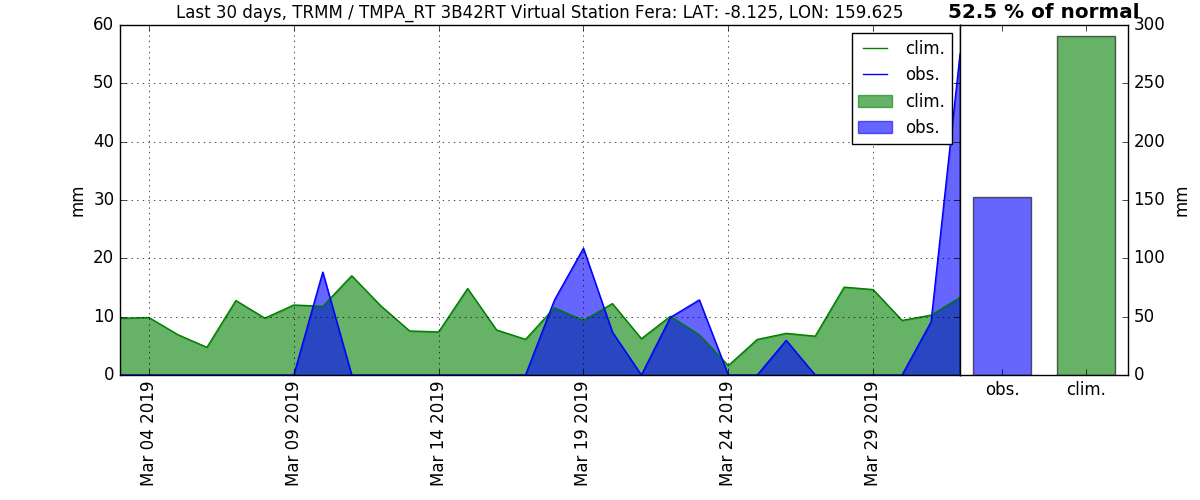 Last 30 days, TRMM / TMPA_RT 3B42RT Virtual Station Fera: LAT: -8.125, LON: 159.625
52.5 % of normal
60
50
40
30
20
10
0
mm
clim.
obs.
clim.
obs.
300
250
200
150
100
50
0
mm
obs.
clim.
Mar 04 2019
Mar 09 2019
Mar 14 2019
Mar 19 2019
Mar 24 2019
Mar 29 2019